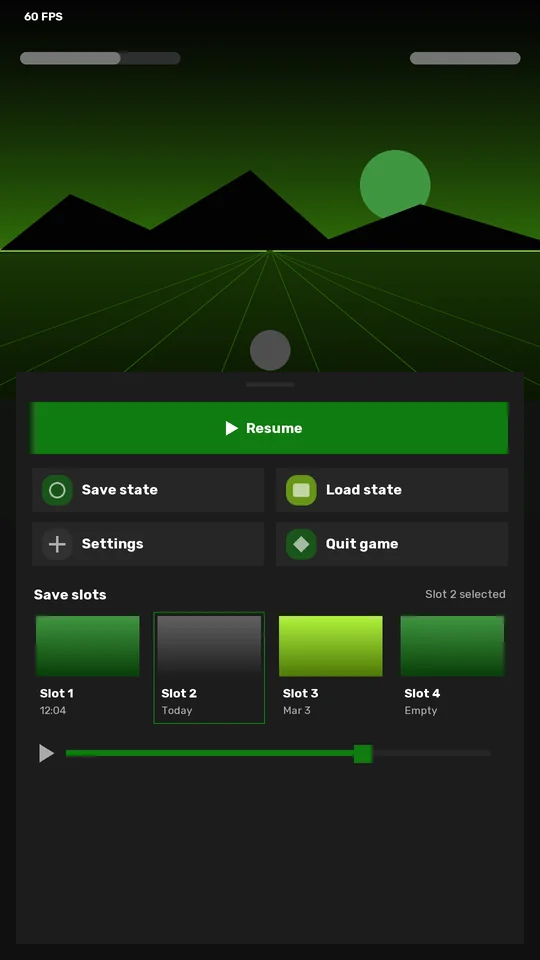 60 FPS
Resume
Save state
Load state
Settings
Quit game
Save slots
Slot 2 selected
Slot 1
Slot 2
Slot 3
Slot 4
12:04
Today
Mar 3
Empty